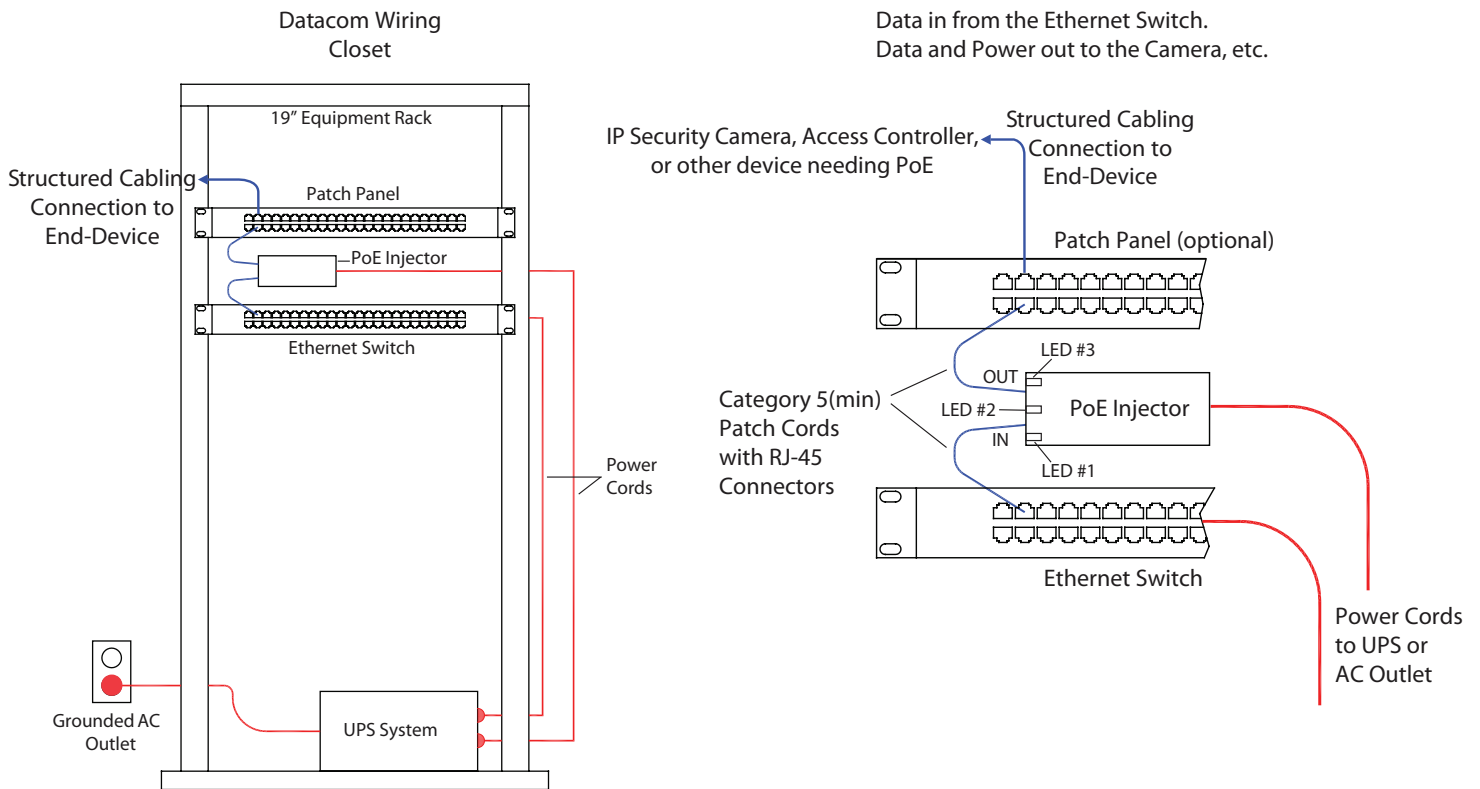 Datacom Wiring
Closet
19” Equipment Rack
Structured Cabling
Connection to
End-Device
Patch Panel
PoE Injector
Ethernet Switch
Power
Cords
Grounded AC
Outlet
UPS System
Data in from the Ethernet Switch.
Data and Power out to the Camera, etc.
IP Security Camera, Access Controller,
or other device needing PoE
Structured Cabling
Connection to
End-Device
Patch Panel (optional)
LED #3
OUT
LED #2
PoE Injector
IN
LED #1
Category 5(min)
Patch Cords
with RJ-45
Connectors
Ethernet Switch
Power Cords
to UPS or
AC Outlet